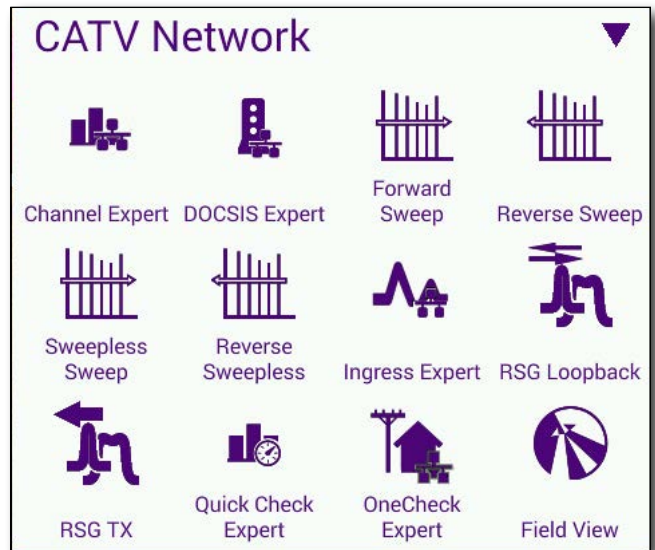 CATV Network
Channel Expert
DOCSIS Expert
Forward
Sweep
Reverse Sweep
Sweepless
Sweep
Reverse
Sweepless
Ingress Expert
RSG Loopback
RSG TX
Quick Check
Expert
OneCheck
Expert
Field View